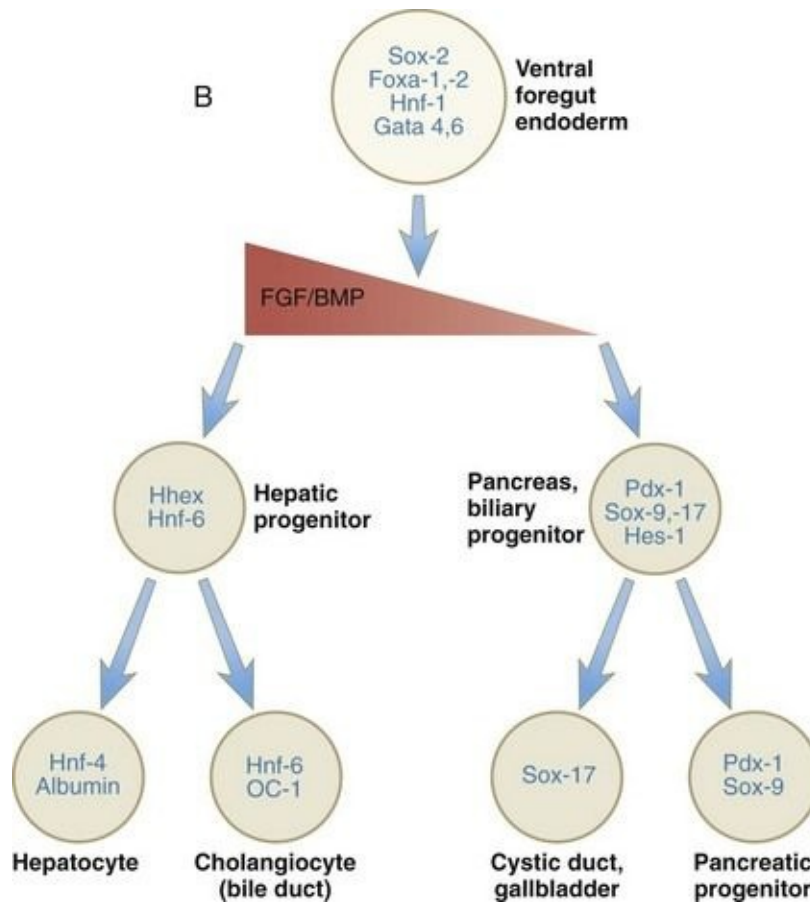 B
Sox-2
Foxa-1,-2
Hnf-1
Gata 4,6
Ventral
foregut
endoderm
FGF/BMP
Hhex
Hnf-6
Hepatic
progenitor
Pancreas,
biliary
progenitor
Pdx-1
Sox-9,-17
Hes-1
Hnf-4
Albumin
Hepatocyte
Hnf-6
OC-1
Cholangiocyte
(bile duct)
Sox-17
Cystic duct,
gallbladder
Pdx-1
Sox-9
Pancreatic
progenitor